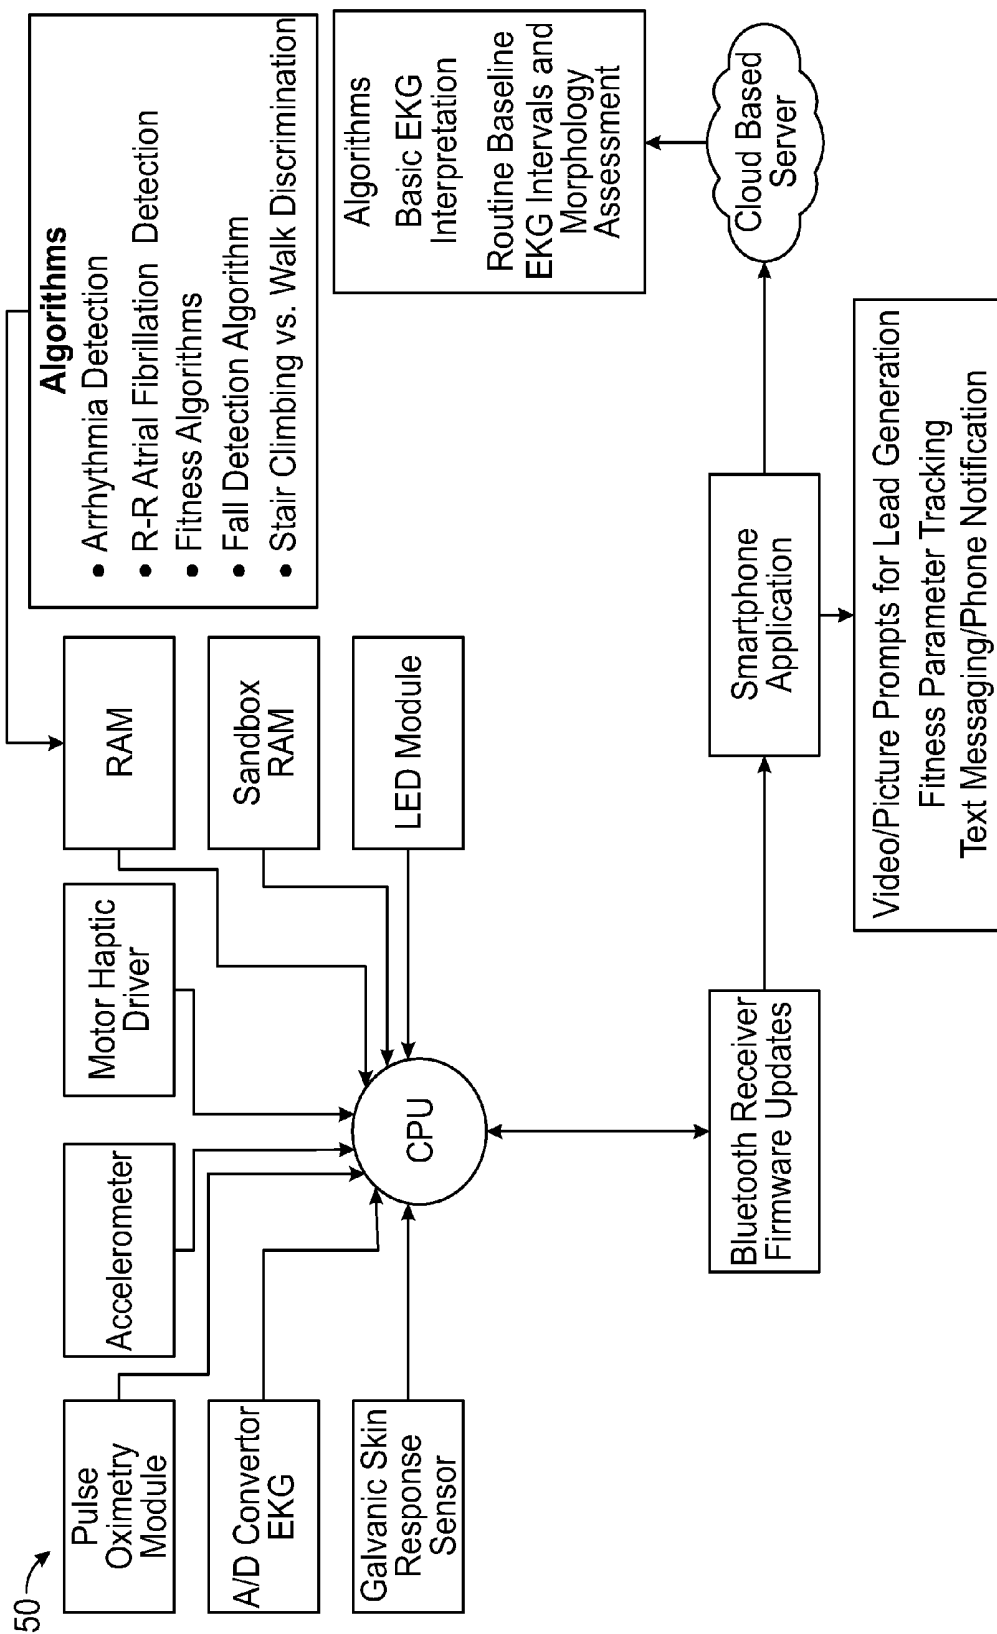 50
Pulse
Oximetry
Module
Accelerometer
Motor Haptic
Driver
RAM
Algorithms
• Arrhythmia Detection
• R-R Atrial Fibrillation Detection
• Fitness Algorithms
• Fall Detection Algorithm
• Stair Climbing vs. Walk Discrimination
A/D Convertor
EKG
Sandbox
RAM
Galvanic Skin
Response
Sensor
CPU
LED Module
Algorithms
Basic EKG
Interpretation
Routine Baseline
EKG Intervals and
Morphology
Assessment
Bluetooth Receiver
Firmware Updates
Smartphone
Application
Cloud Based
Server
Video/Picture Prompts for Lead Generation
Fitness Parameter Tracking
Text Messaging/Phone Notification